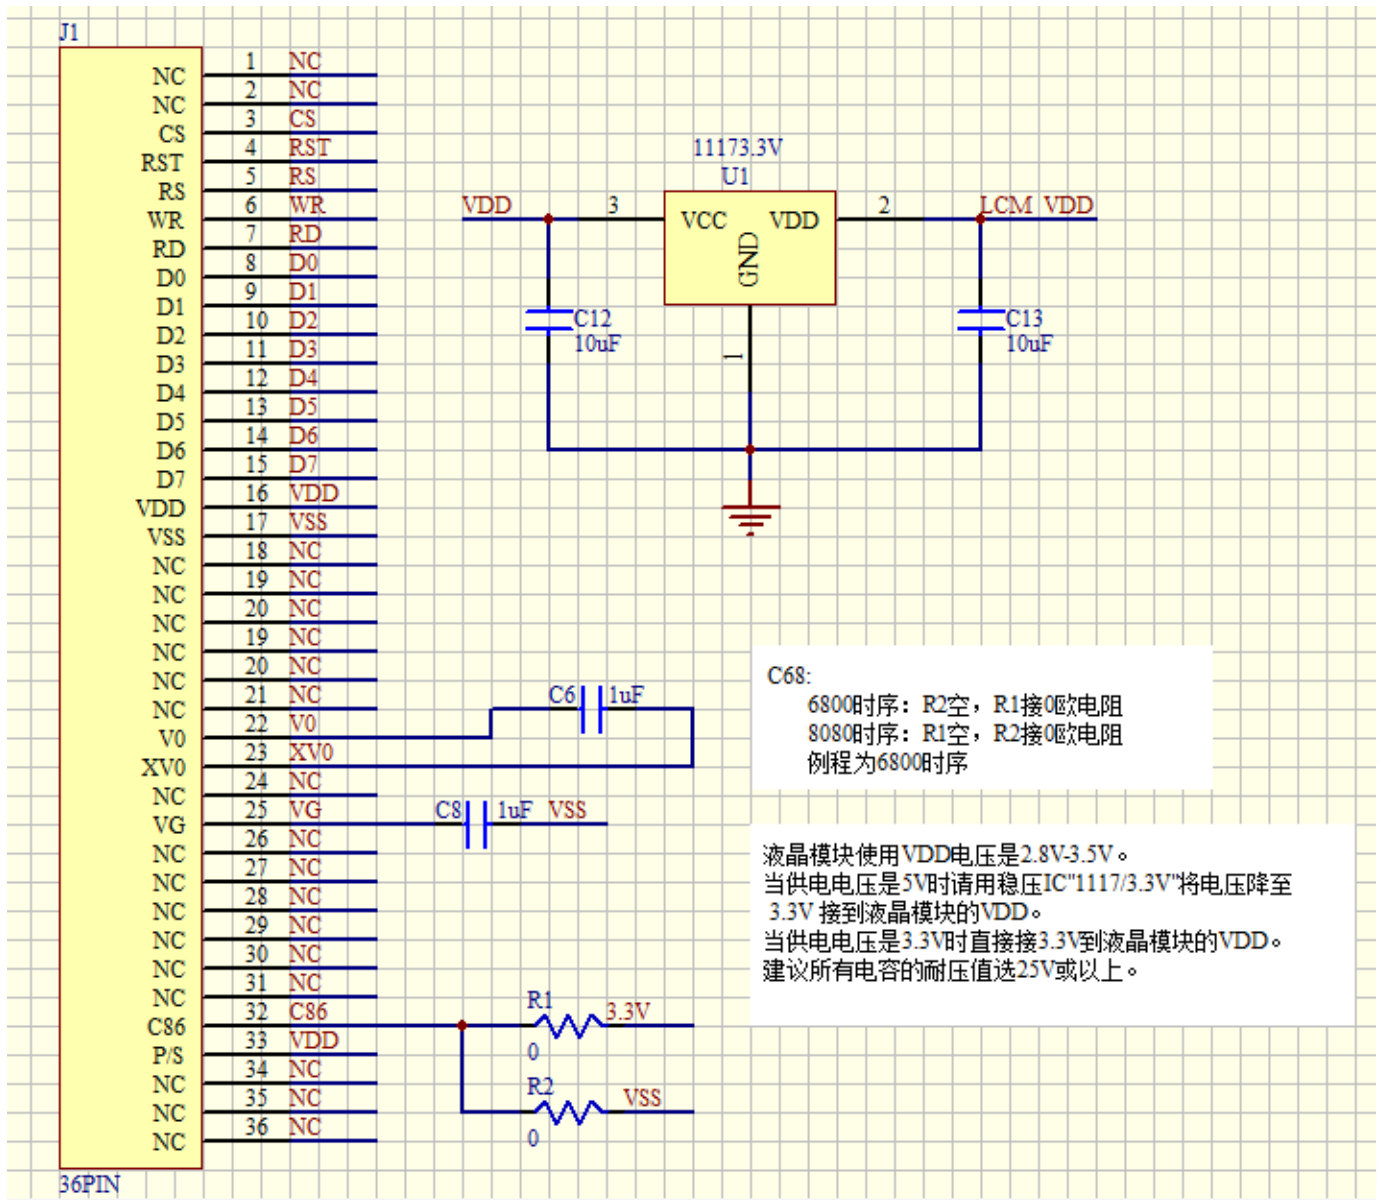 J1
NC 1 NC
NC 2 NC
CS 3 CS
RST 4 RST
RS 5 RS
WR 6 WR
RD 7 RD
D0 8 D0
D1 9 D1
D2 10 D2
D3 11 D3
D4 12 D4
D5 13 D5
D6 14 D6
D7 15 D7
VDD 16 VDD
VSS 17 VSS
NC 18 NC
NC 19 NC
NC 20 NC
NC 19 NC
NC 20 NC
NC 21 NC
V0 22 V0
XV0 23 XV0
NC 24 NC
VG 25 VG
NC 26 NC
NC 27 NC
NC 28 NC
NC 29 NC
NC 30 NC
NC 31 NC
C86 32 C86
P/S 33 VDD
NC 34 NC
NC 35 NC
NC 36 NC
36PIN
11173.3V
U1
VDD 3 VCC VDD 2 LCM VDD
GND
1
C12
10uF
C13
10uF
C6 1uF
C8 1uF VSS
R1 3.3V
0
R2 VSS
0
C68:
6800时序：R2空，R1接0欧电阻
8080时序：R1空，R2接0欧电阻
例程为6800时序
液晶模块使用VDD电压是2.8V-3.5V。
当供电电压是5V时请用稳压IC"1117/3.3V"将电压降至
3.3V 接到液晶模块的VDD。
当供电电压是3.3V时直接接3.3V到液晶模块的VDD。
建议所有电容的耐压值选25V或以上。